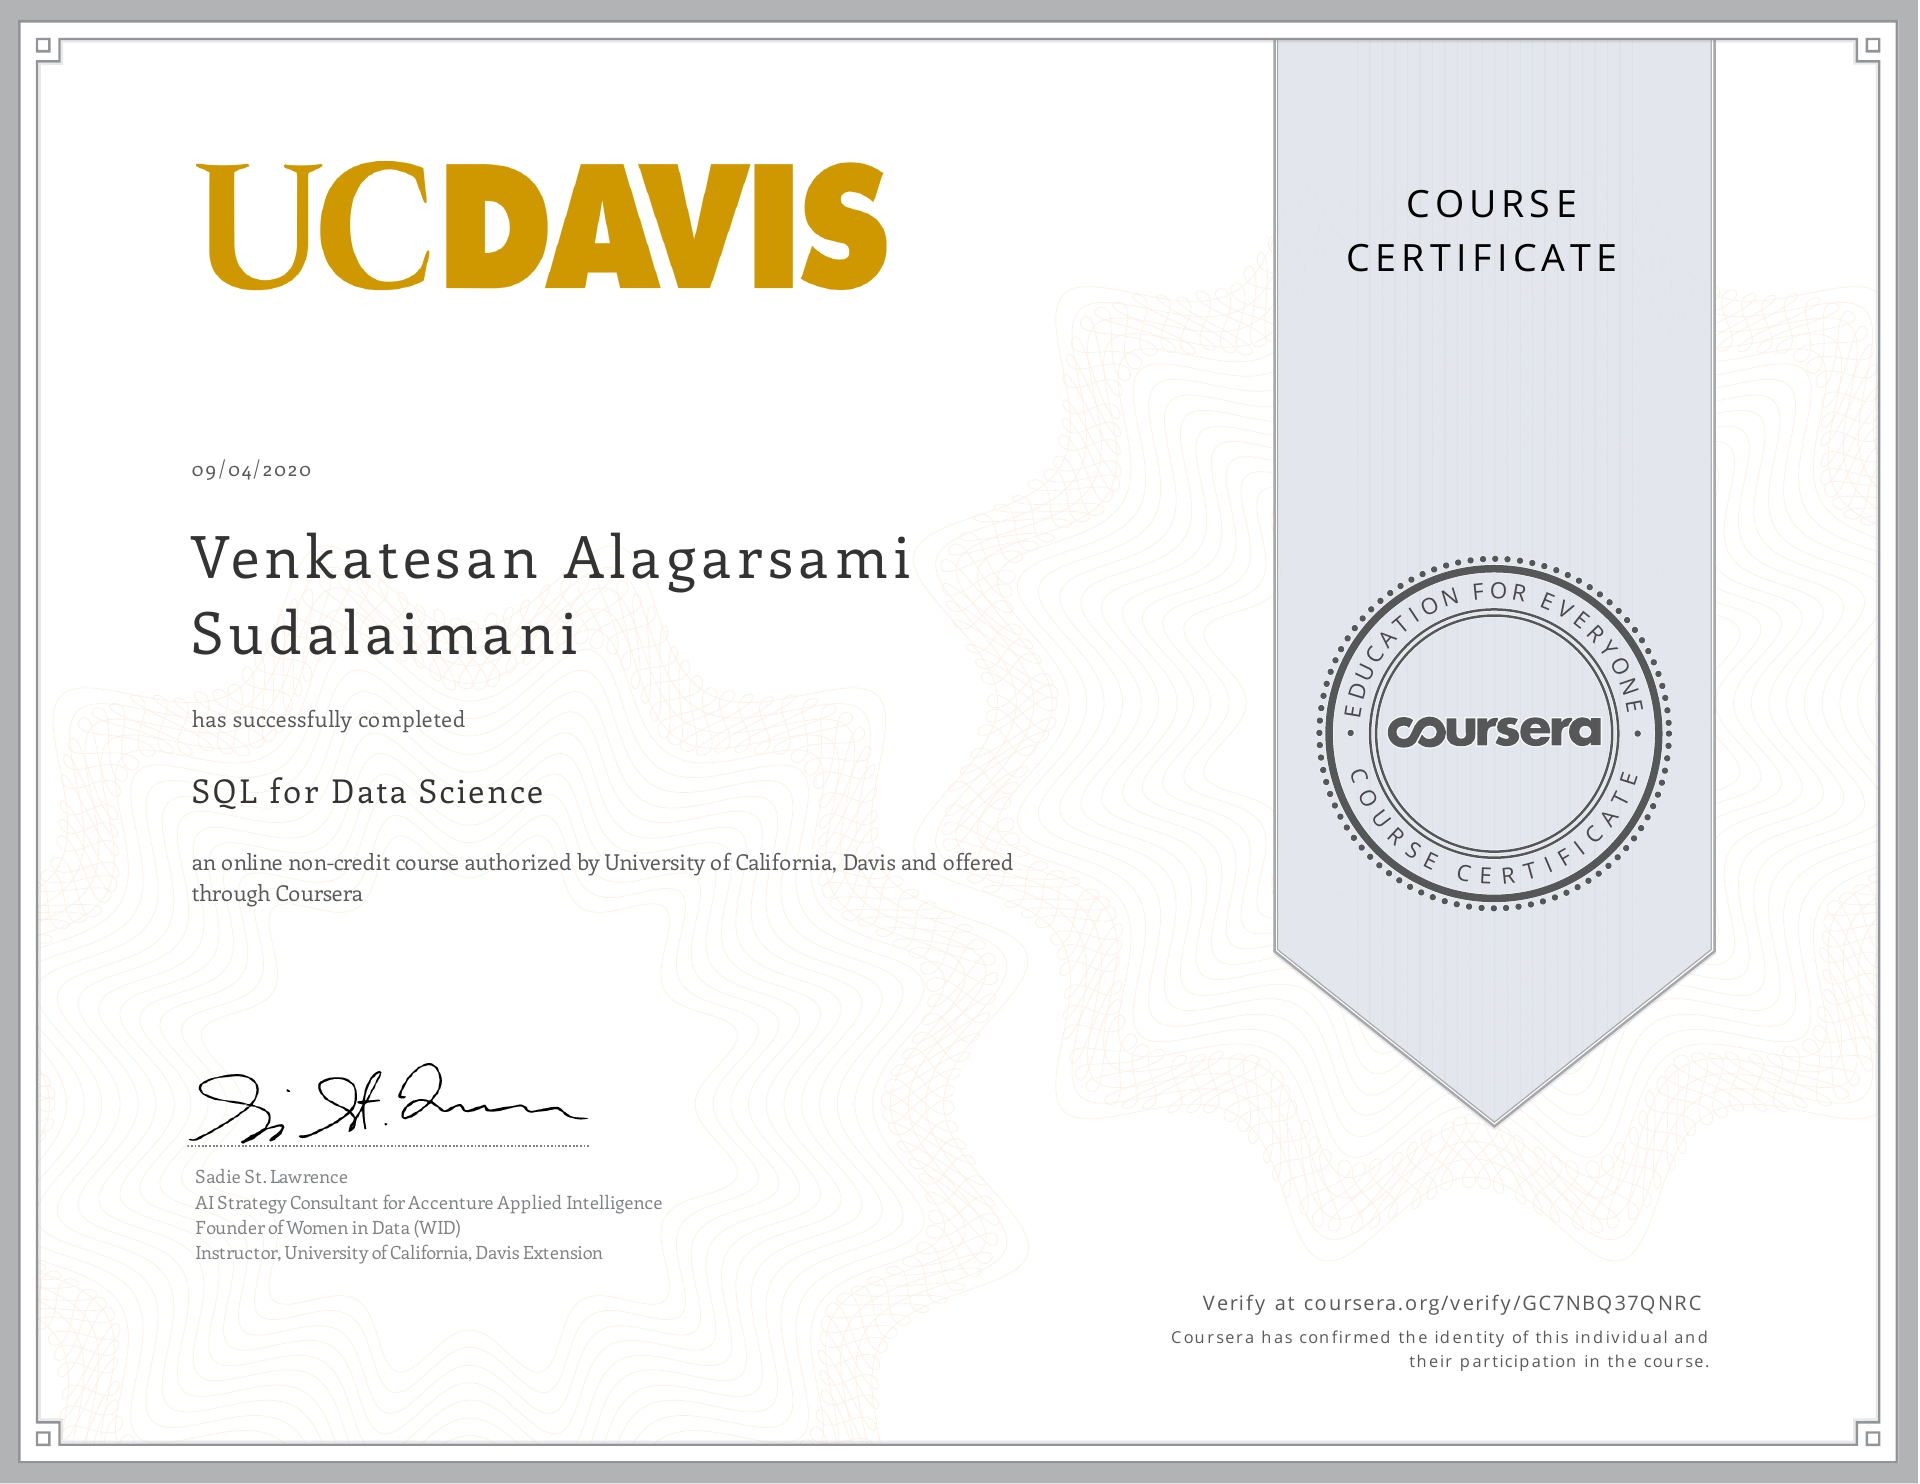 UCDAVIS
COURSE
CERTIFICATE
09/04/2020
Venkatesan Alagarsami
Sudalaimani
has successfully completed
SQL for Data Science
an online non-credit course authorized by University of California, Davis and offered
through Coursera
EDUCATION FOR EVERYONE
coursera
COURSE CERTIFICATE
Sadie St. Lawrence
AI Strategy Consultant for Accenture Applied Intelligence
Founder of Women in Data (WID)
Instructor, University of California, Davis Extension
Verify at coursera.org/verify/GC7NBQ37QNRC
Coursera has confirmed the identity of this individual and
their participation in the course.